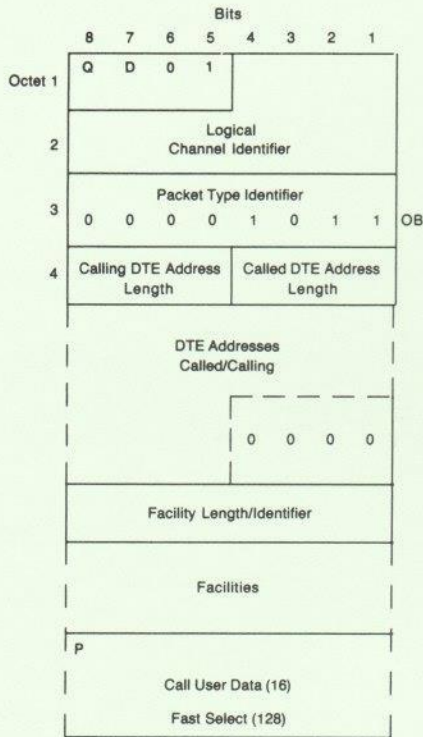 Bits
8 7 6 5 4 3 2 1
Octet 1
Q D 0 1
2
Logical
Channel Identifier
3
Packet Type Identifier
0 0 0 0 1 0 1 1 OB
4
Calling DTE Address Called DTE Address
Length Length
DTE Addresses
Called/Calling
0 0 0 0
Facility Length/Identifier
Facilities
P
Call User Data (16)
Fast Select (128)